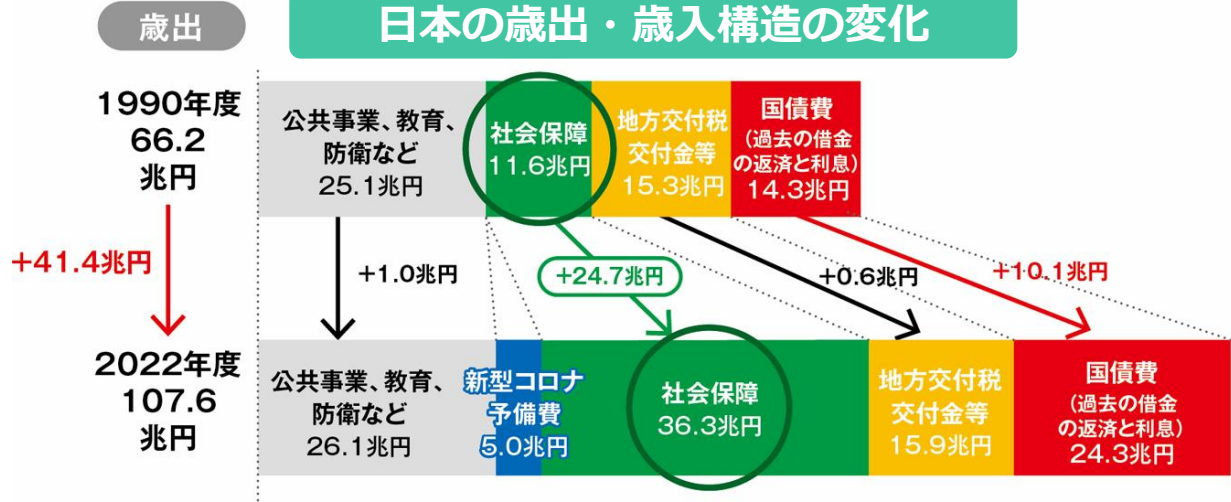 歳出
日本の歳出・歳入構造の変化
1990年度
66.2
兆円
公共事業、教育、
防衛など
25.1兆円
社会保障
11.6兆円
地方交付税
交付金等
15.3兆円
国債費
(過去の借金
の返済と利息)
14.3兆円
+41.4兆円
+1.0兆円
+24.7兆円
+0.6兆円
+10.1兆円
2022年度
107.6
兆円
公共事業、教育、
防衛など
26.1兆円
新型コロナ
予備費
5.0兆円
社会保障
36.3兆円
地方交付税
交付金等
15.9兆円
国債費
(過去の借金
の返済と利息)
24.3兆円